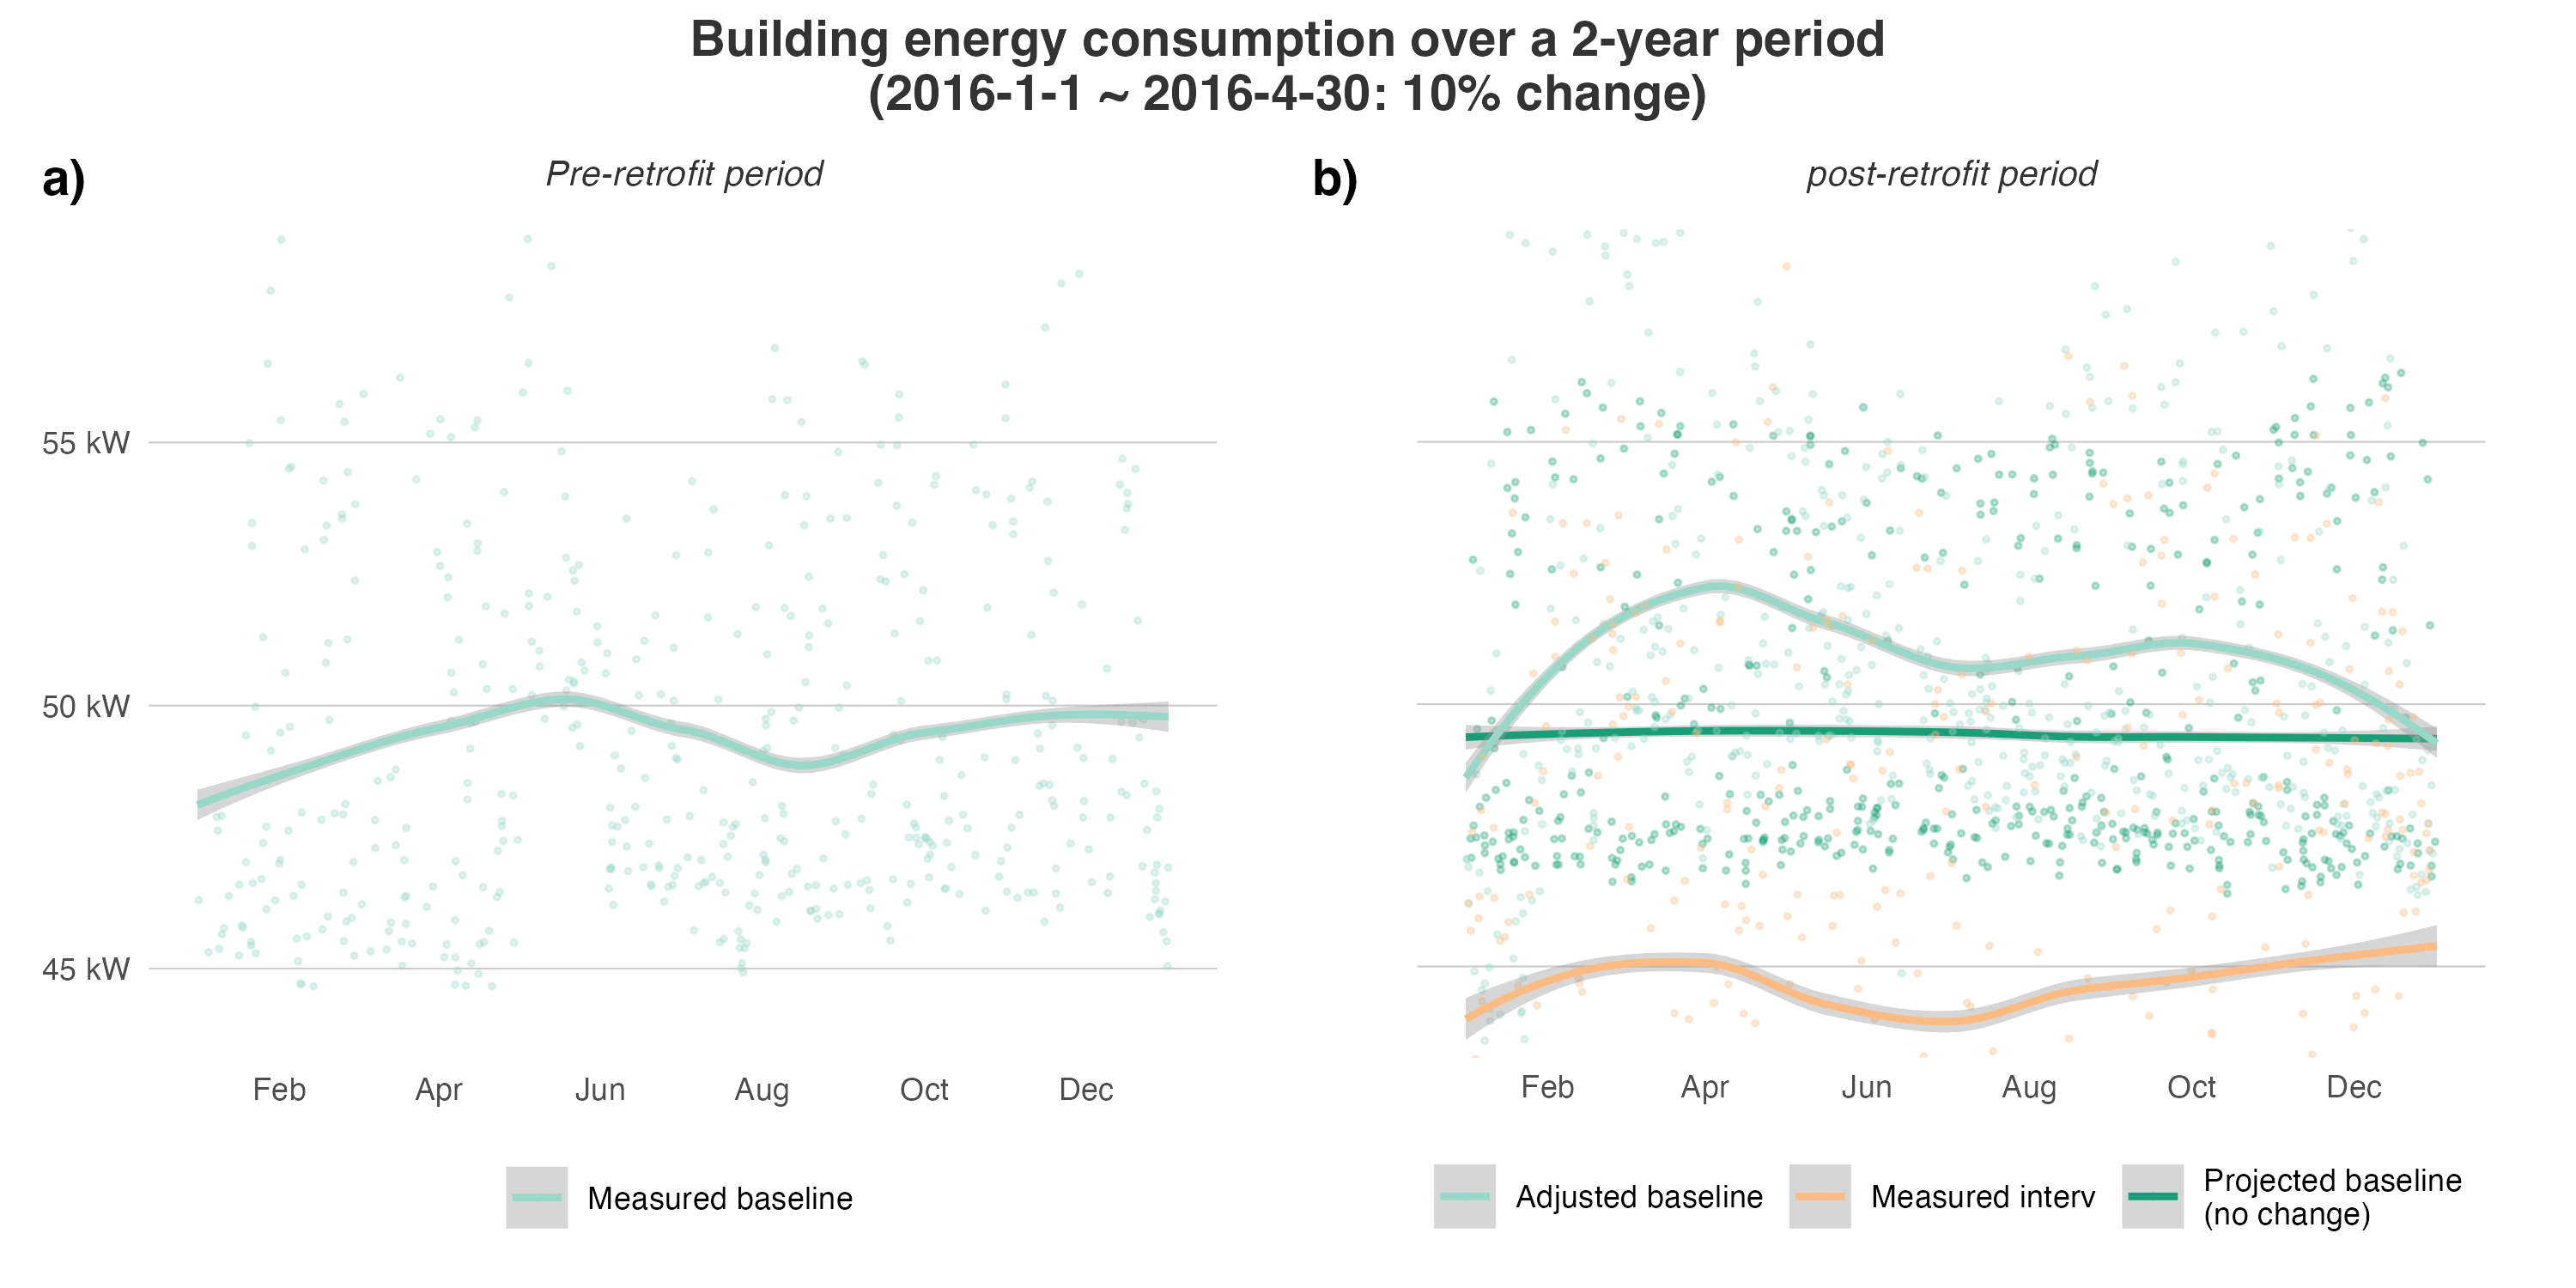 Building energy consumption over a 2-year period
(2016-1-1 ~ 2016-4-30: 10% change)
a)
Pre-retrofit period
55 kW
50 kW
45 kW
Feb Apr Jun Aug Oct Dec
Measured baseline
b)
post-retrofit period
Feb Apr Jun Aug Oct Dec
Adjusted baseline
Measured interv
Projected baseline
(no change)